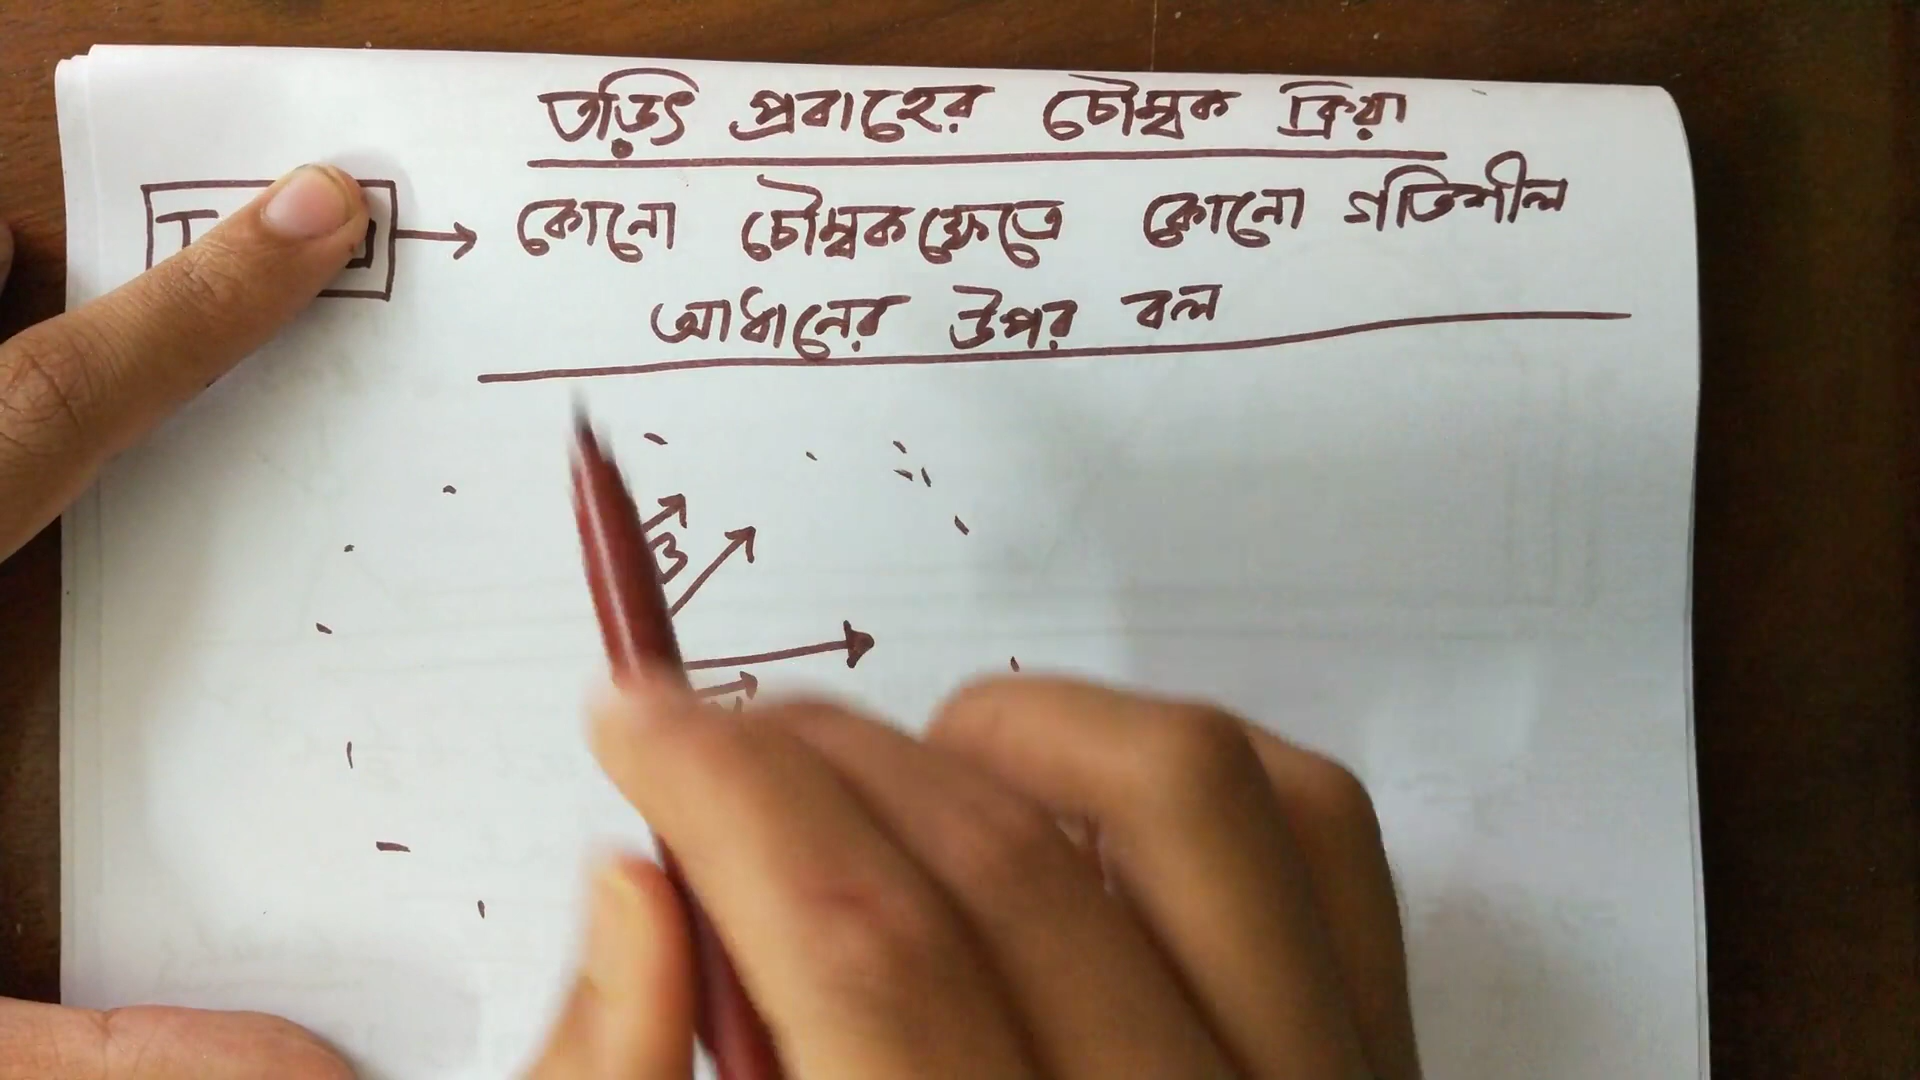 তড়িৎ প্রবাহের চৌম্বক ক্রিয়া
কোনো চৌম্বকক্ষেত্রে কোনো গতিশীল
আধানের উপর বল
B